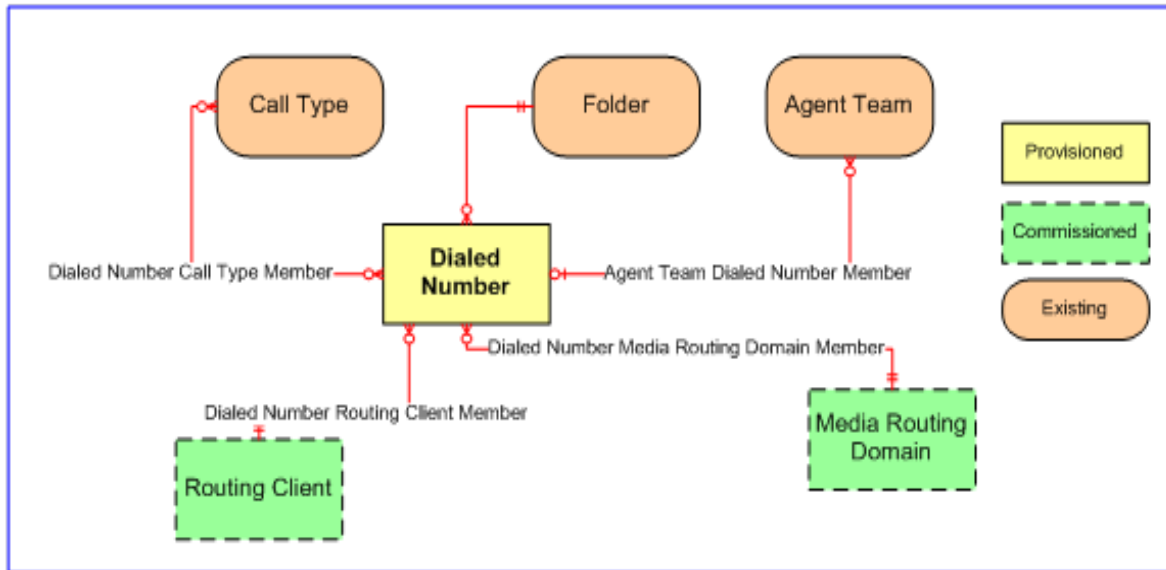 Call Type
Folder
Agent Team
Provisioned
Commissioned
Existing
Dialed
Number
Dialed Number Call Type Member
Agent Team Dialed Number Member
Dialed Number Media Routing Domain Member
Dialed Number Routing Client Member
Media Routing
Domain
Routing Client